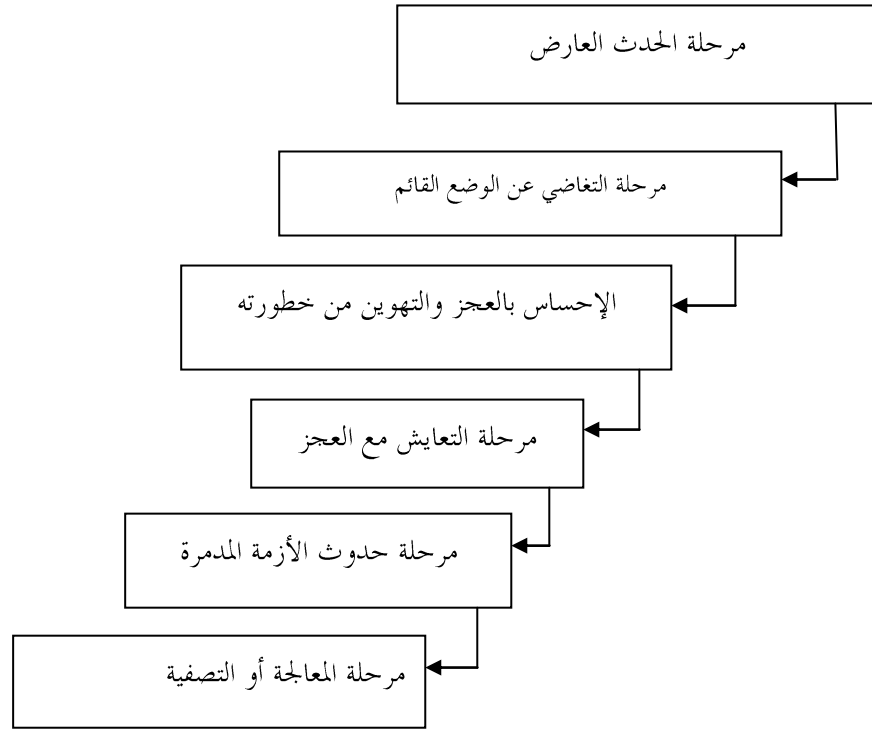 مرحلة الحدث العارض
مرحلة التغاضي عن الوضع القائم
الإحساس بالعجز والتهوين من خطورته
مرحلة التعايش مع العجز
مرحلة حدوث الأزمة المدمرة
مرحلة المعالجة أو التصفية